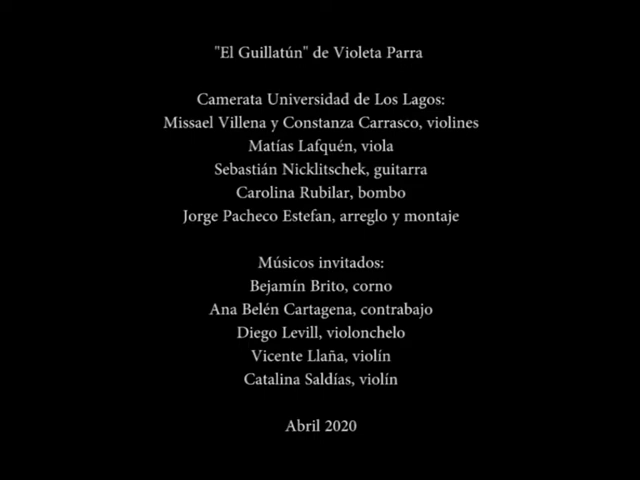 "El Guillatún" de Violeta Parra
Camerata Universidad de Los Lagos:
Missael Villena y Constanza Carrasco, violines
Matías Lafquén, viola
Sebastián Nicklitschek, guitarra
Carolina Rubilar, bombo
Jorge Pacheco Estefan, arreglo y montaje
Músicos invitados:
Bejamín Brito, corno
Ana Belén Cartagena, contrabajo
Diego Levill, violonchelo
Vicente Llaña, violín
Catalina Saldías, violín
Abril 2020